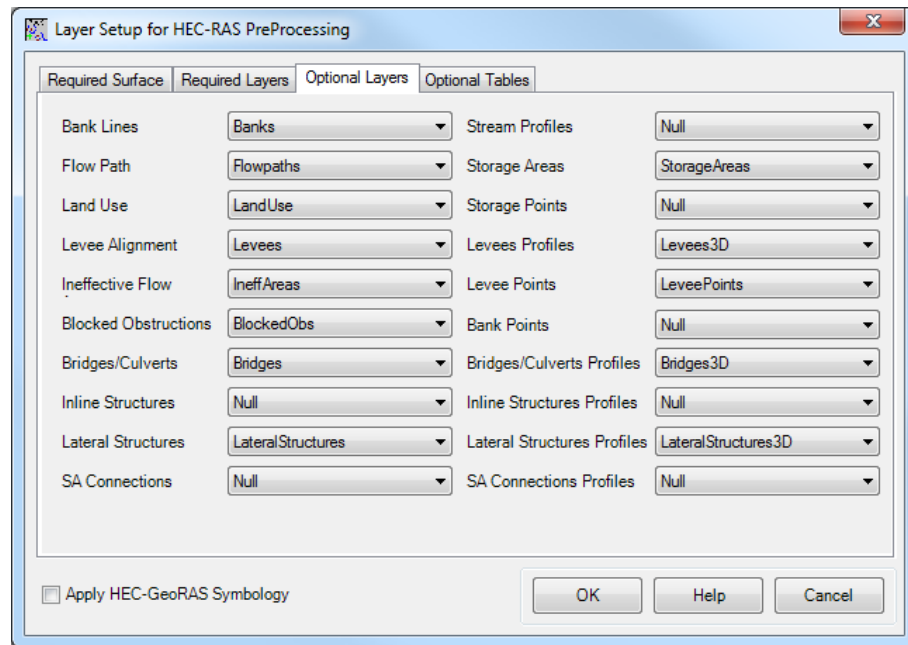 Layer Setup for HEC-RAS PreProcessing
Required Surface Required Layers Optional Layers Optional Tables
Bank Lines Banks Stream Profiles Null
Flow Path Flowpaths Storage Areas StorageAreas
Land Use LandUse Storage Points Null
Levee Alignment Levees Levees Profiles Levees3D
Ineffective Flow IneffAreas Levee Points LeveePoints
Blocked Obstructions BlockedObs Bank Points Null
Bridges/Culverts Bridges Bridges/Culverts Profiles Bridges3D
Inline Structures Null Inline Structures Profiles Null
Lateral Structures LateralStructures Lateral Structures Profiles LateralStructures3D
SA Connections Null SA Connections Profiles Null
Apply HEC-GeoRAS Symbology OK Help Cancel